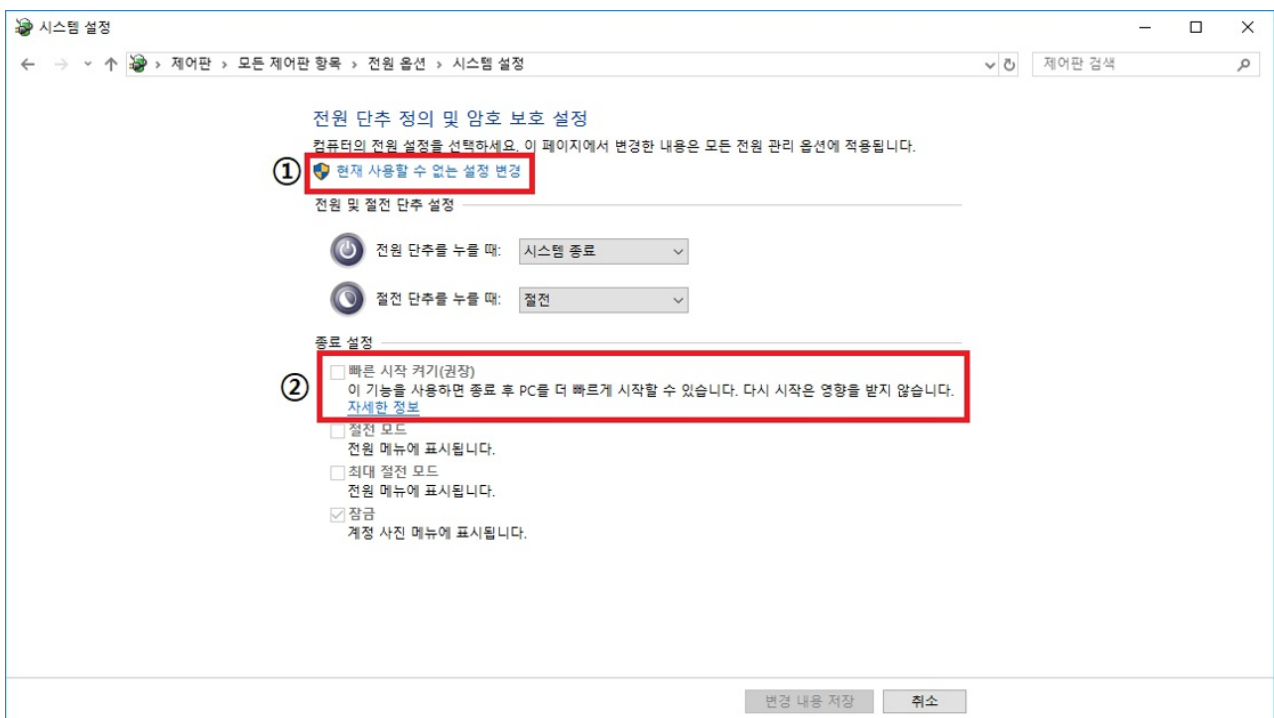 시스템 설정
제어판 › 모든 제어판 항목 › 전원 옵션 › 시스템 설정
제어판 검색
전원 단추 정의 및 암호 보호 설정
컴퓨터의 전원 설정을 선택하세요. 이 페이지에서 변경한 내용은 모든 전원 관리 옵션에 적용됩니다.
① 현재 사용할 수 없는 설정 변경
전원 및 절전 단추 설정
전원 단추를 누를 때: 시스템 종료
절전 단추를 누를 때: 절전
종료 설정
빠른 시작 켜기(권장)
② 이 기능을 사용하면 종료 후 PC를 더 빠르게 시작할 수 있습니다. 다시 시작은 영향을 받지 않습니다.
자세한 정보
절전 모드
전원 메뉴에 표시됩니다.
최대 절전 모드
전원 메뉴에 표시됩니다.
잠금
계정 사진 메뉴에 표시됩니다.
변경 내용 저장 취소